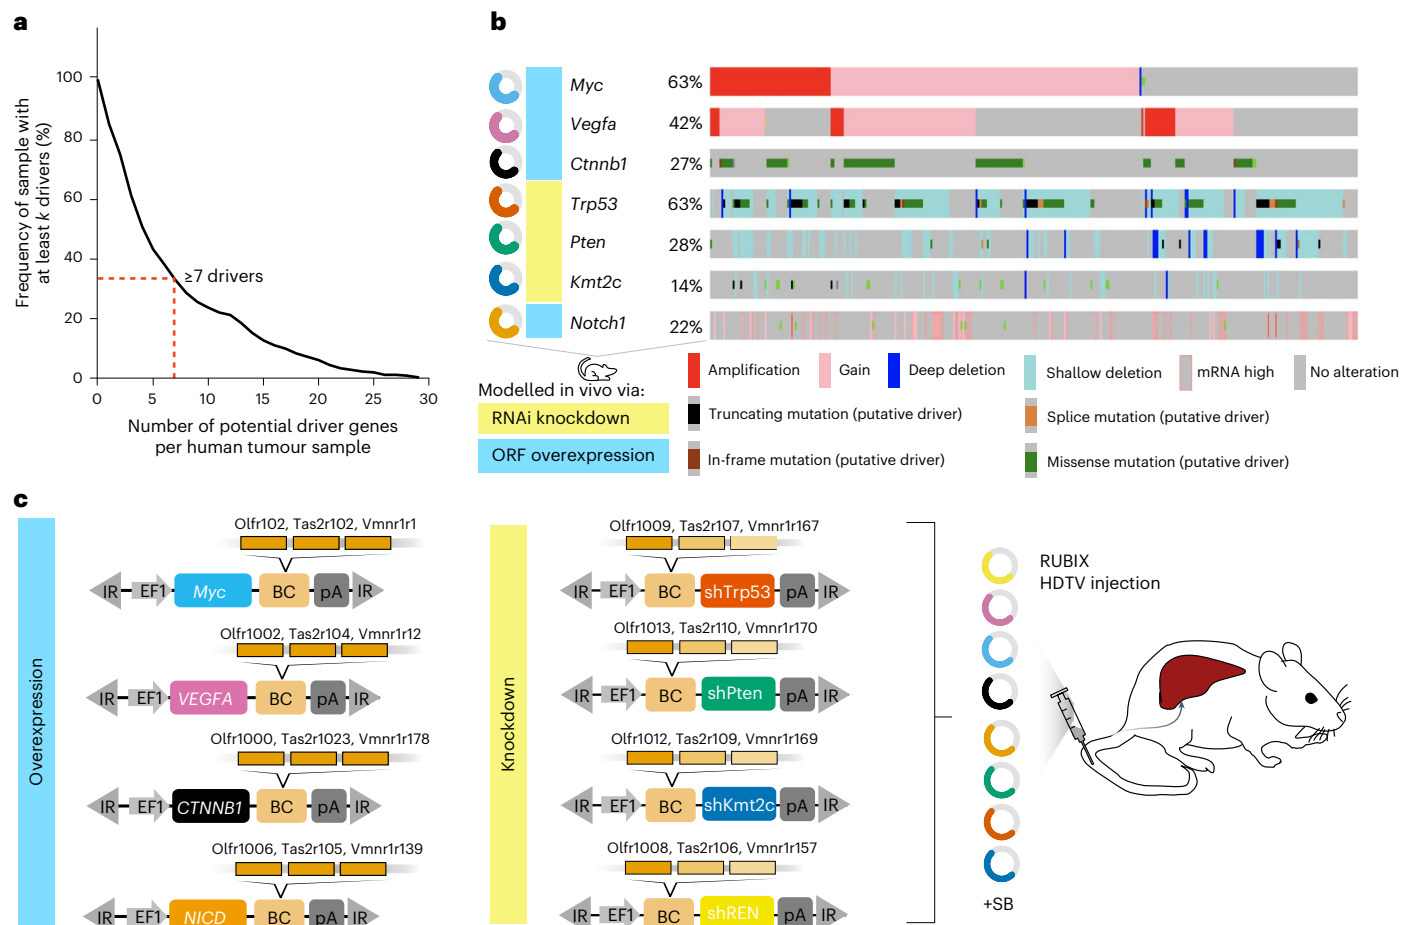 a
Frequency of sample with
at least k drivers (%)
100
80
60
40
20
0
≥7 drivers
0 5 10 15 20 25 30
Number of potential driver genes
per human tumour sample
b
Myc 63%
Vegfa 42%
Ctnnb1 27%
Trp53 63%
Pten 28%
Kmt2c 14%
Notch1 22%
Modelled in vivo via:
RNAi knockdown
ORF overexpression
Amplification Gain Deep deletion Shallow deletion mRNA high No alteration
Truncating mutation (putative driver) Splice mutation (putative driver)
In-frame mutation (putative driver) Missense mutation (putative driver)
c
Overexpression
Olfr102, Tas2r102, Vmnr1r1
IR EF1 Myc BC pA IR
Olfr1002, Tas2r104, Vmnr1r12
IR EF1 VEGFA BC pA IR
Olfr1000, Tas2r1023, Vmnr1r178
IR EF1 CTNNB1 BC pA IR
Olfr1006, Tas2r105, Vmnr1r139
IR EF1 NICD BC pA IR
Knockdown
Olfr1009, Tas2r107, Vmnr1r167
IR EF1 BC shTrp53 pA IR
Olfr1013, Tas2r110, Vmnr1r170
IR EF1 BC shPten pA IR
Olfr1012, Tas2r109, Vmnr1r169
IR EF1 BC shKmt2c pA IR
Olfr1008, Tas2r106, Vmnr1r157
IR EF1 BC shREN pA IR
RUBIX
HDTV injection
+SB